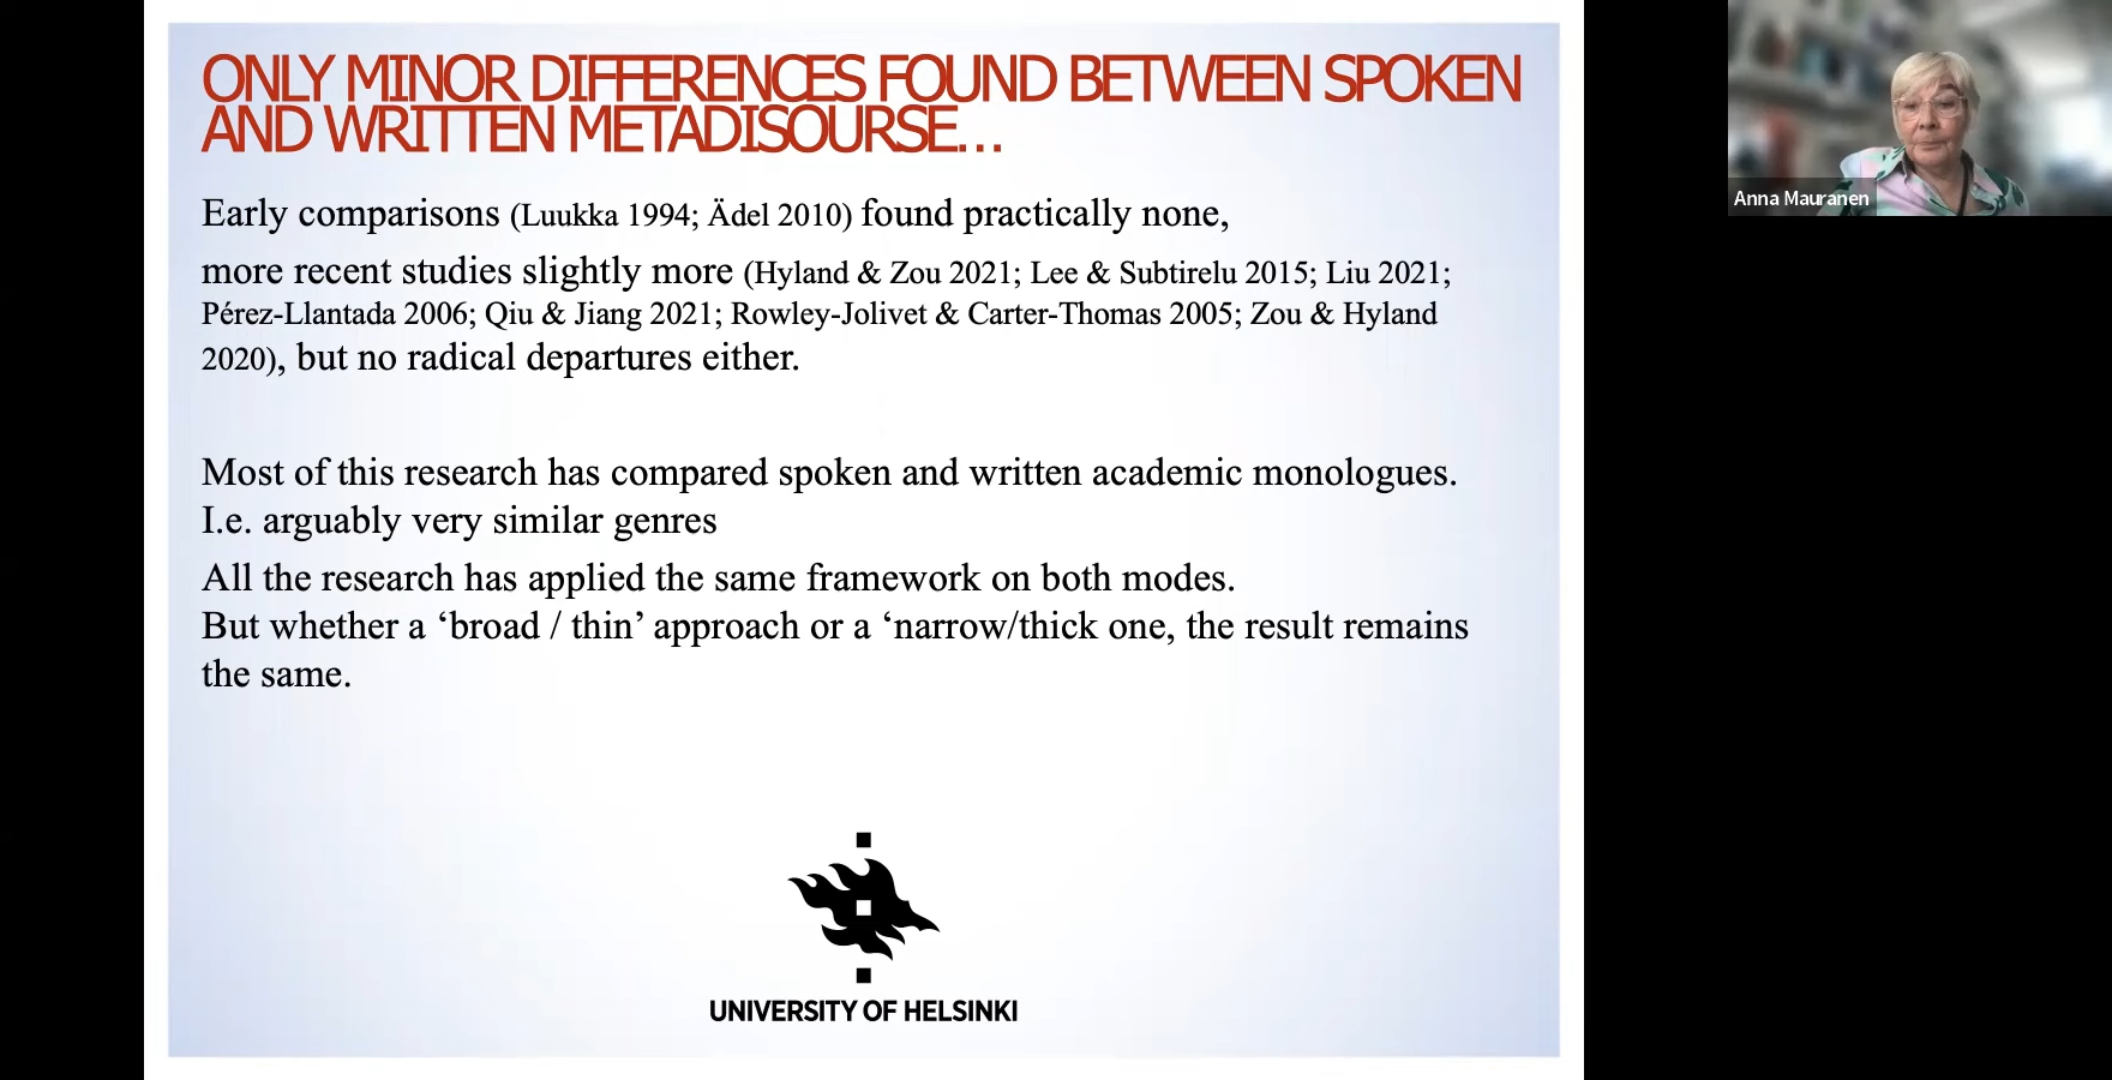 ONLY MINOR DIFFERENCES FOUND BETWEEN SPOKEN
AND WRITTEN METADISOURSE…
Early comparisons (Luukka 1994; Ädel 2010) found practically none,
more recent studies slightly more (Hyland & Zou 2021; Lee & Subtirelu 2015; Liu 2021;
Pérez-Llantada 2006; Qiu & Jiang 2021; Rowley-Jolivet & Carter-Thomas 2005; Zou & Hyland
2020), but no radical departures either.
Most of this research has compared spoken and written academic monologues.
I.e. arguably very similar genres
All the research has applied the same framework on both modes.
But whether a ‘broad / thin’ approach or a ‘narrow/thick one, the result remains
the same.
UNIVERSITY OF HELSINKI
Anna Mauranen